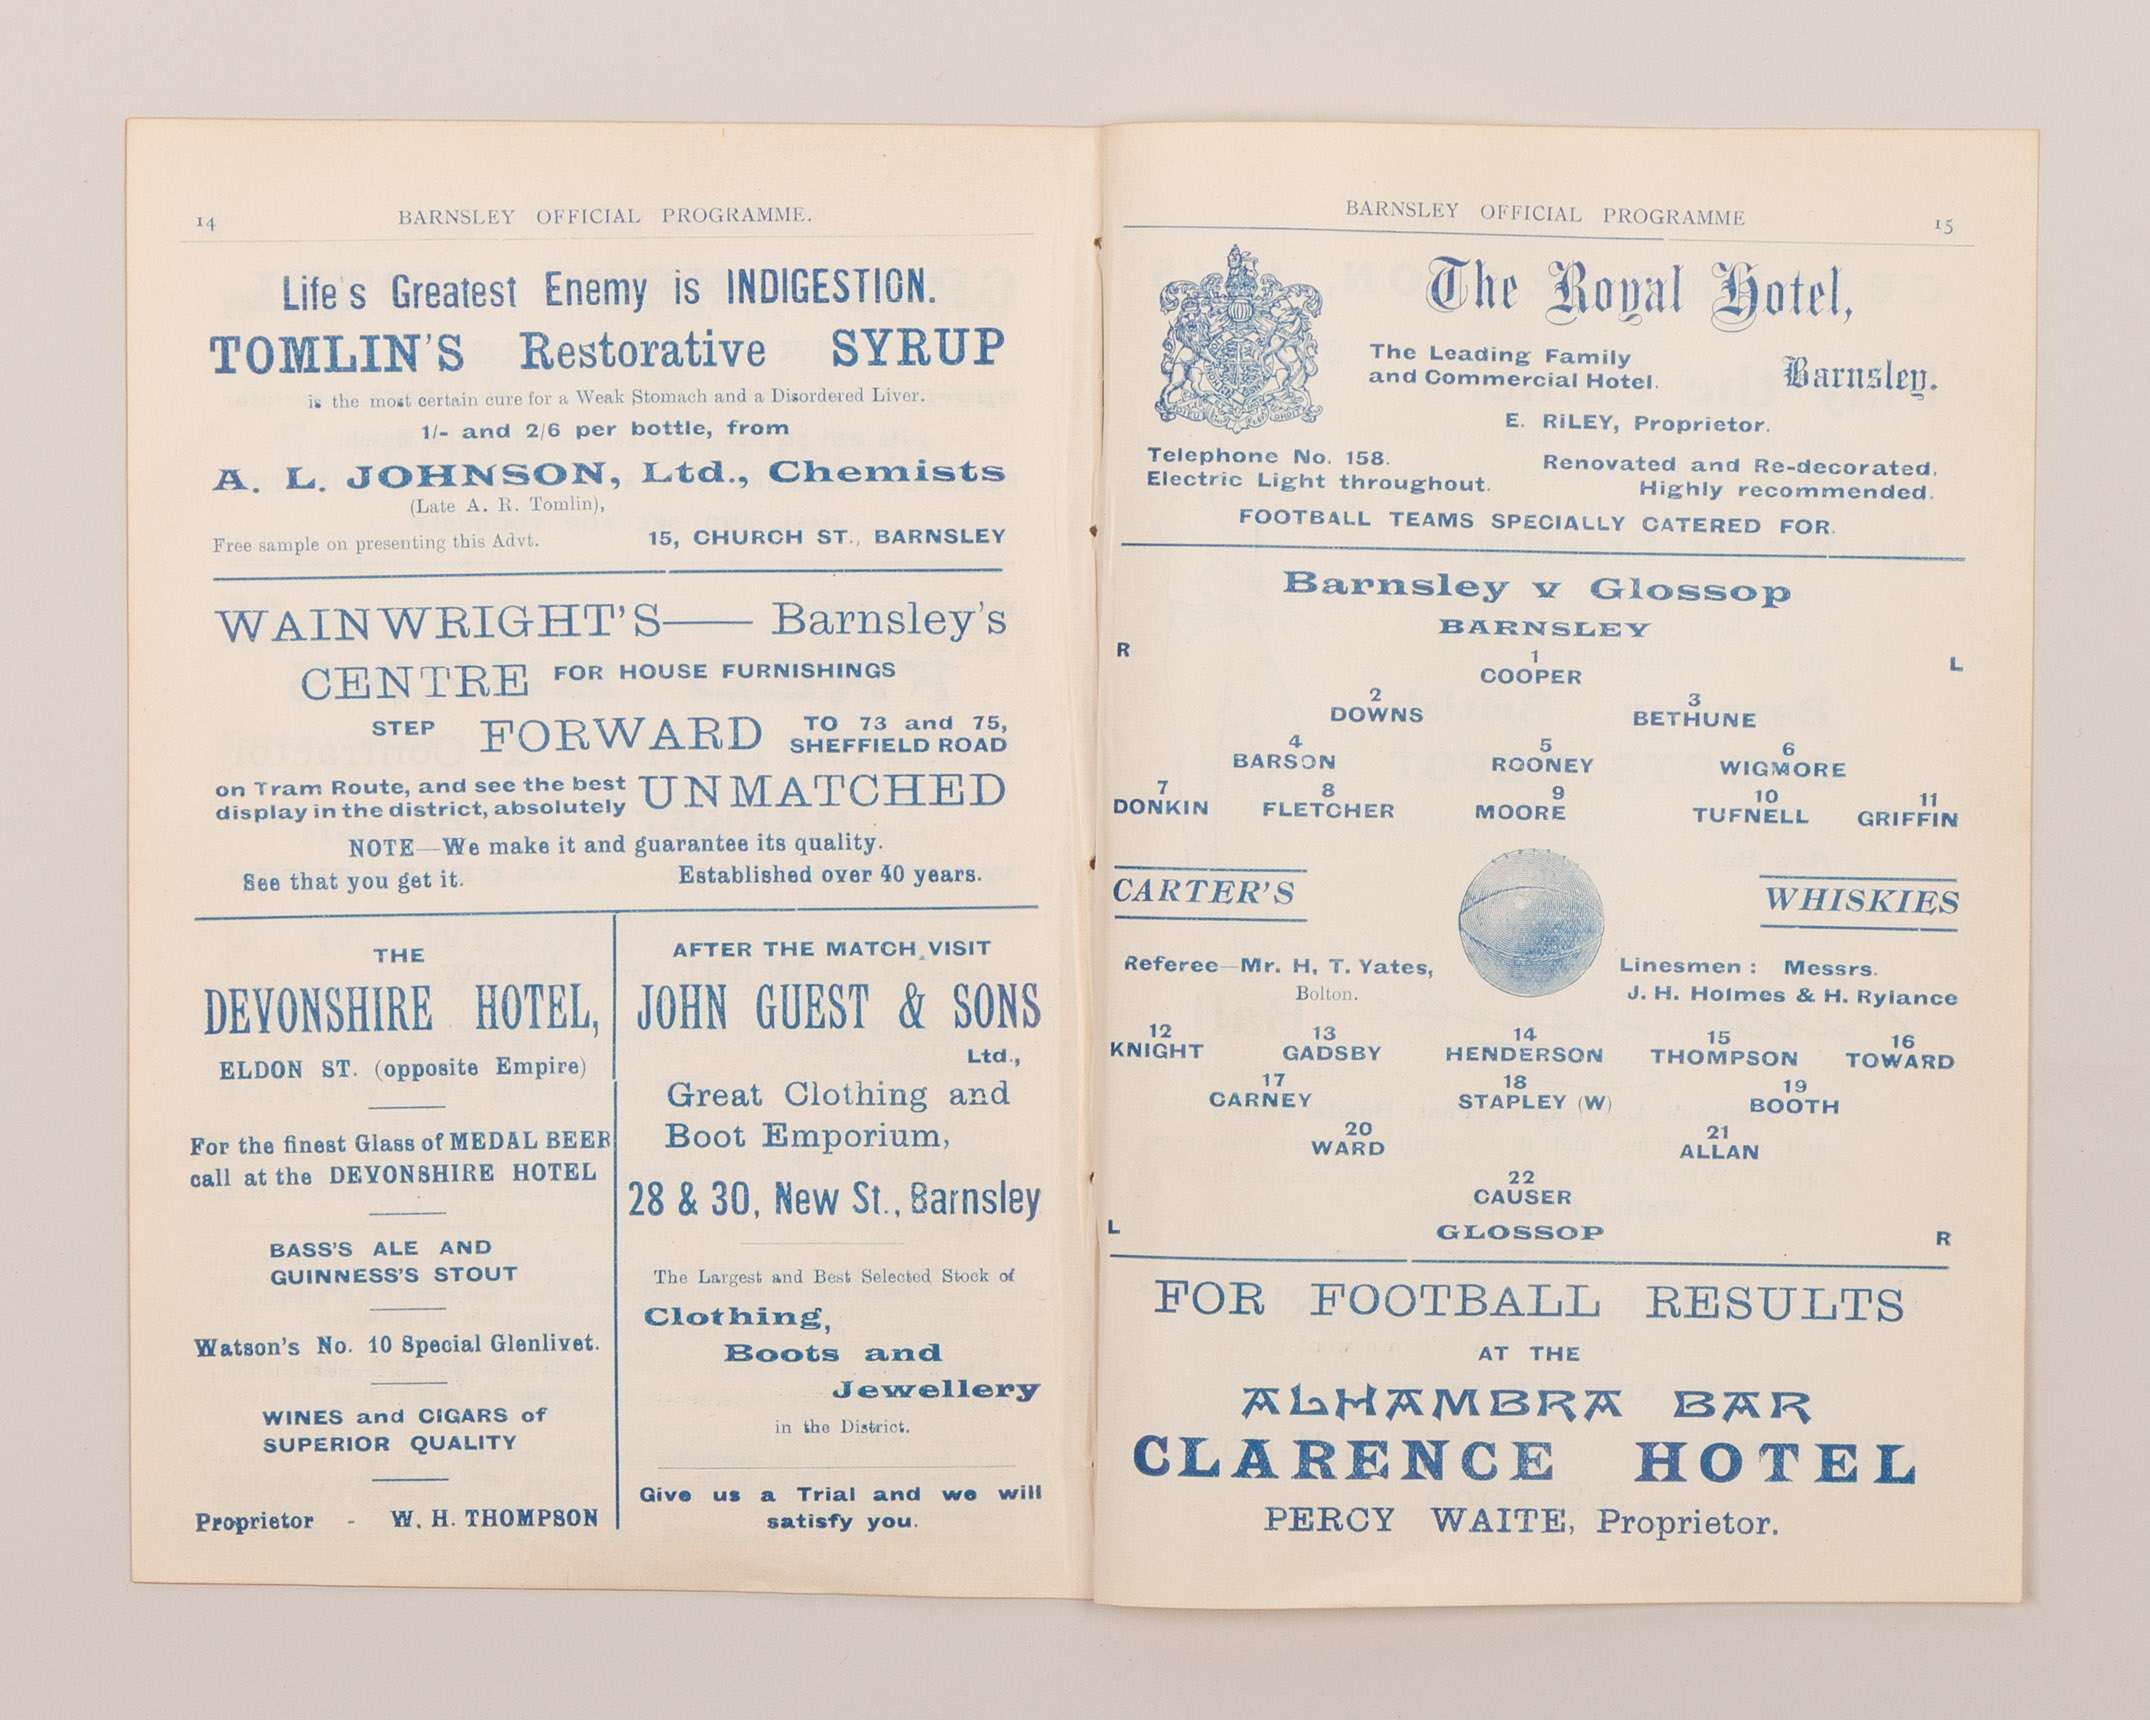 14
BARNSLEY OFFICIAL PROGRAMME.
Life's Greatest Enemy is INDIGESTION.
TOMLIN'S Restorative SYRUP
is the most certain cure for a Weak Stomach and a Disordered Liver.
1/- and 2/6 per bottle, from
A. L. JOHNSON, Ltd., Chemists
(Late A. R. Tomlin),
Free sample on presenting this Advt. 15, CHURCH ST., BARNSLEY
WAINWRIGHT'S—— Barnsley's
CENTRE FOR HOUSE FURNISHINGS
STEP FORWARD TO 73 and 75,
SHEFFIELD ROAD
on Tram Route, and see the best
display in the district, absolutely UNMATCHED
NOTE—We make it and guarantee its quality.
See that you get it. Established over 40 years.
THE
DEVONSHIRE HOTEL,
ELDON ST. (opposite Empire)
For the finest Glass of MEDAL BEER
call at the DEVONSHIRE HOTEL
BASS'S ALE AND
GUINNESS'S STOUT
Watson's No. 10 Special Glenlivet.
WINES and CIGARS of
SUPERIOR QUALITY
Proprietor - W. H. THOMPSON
AFTER THE MATCH VISIT
JOHN GUEST & SONS
Ltd.,
Great Clothing and
Boot Emporium,
28 & 30, New St., Barnsley
The Largest and Best Selected Stock of
Clothing,
Boots and
Jewellery
in the District.
Give us a Trial and we will
satisfy you.
BARNSLEY OFFICIAL PROGRAMME
15
The Royal Hotel,
The Leading Family
and Commercial Hotel. Barnsley.
E. RILEY, Proprietor.
Telephone No. 158. Renovated and Re-decorated.
Electric Light throughout. Highly recommended.
FOOTBALL TEAMS SPECIALLY CATERED FOR.
Barnsley v Glossop
BARNSLEY
R L
1
COOPER
2 3
DOWNS BETHUNE
4 5 6
BARSON ROONEY WIGMORE
7 8 9 10 11
DONKIN FLETCHER MOORE TUFNELL GRIFFIN
CARTER'S WHISKIES
Referee—Mr. H. T. Yates,
Bolton.
Linesmen: Messrs.
J. H. Holmes & H. Rylance
12 13 14 15 16
KNIGHT GADSBY HENDERSON THOMPSON TOWARD
17 18 19
CARNEY STAPLEY (W) BOOTH
20 21
WARD ALLAN
22
CAUSER
L GLOSSOP R
FOR FOOTBALL RESULTS
AT THE
ALHAMBRA BAR
CLARENCE HOTEL
PERCY WAITE, Proprietor.